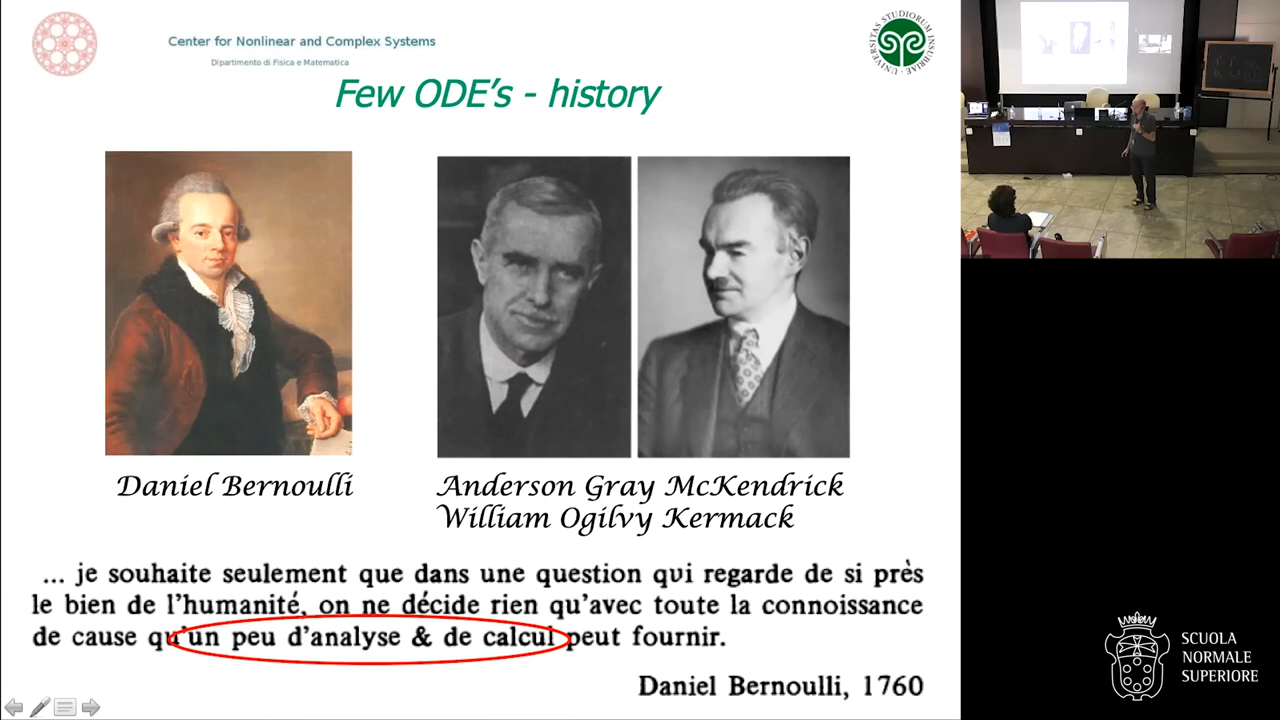 Center for Nonlinear and Complex Systems
Dipartimento di Fisica e Matematica
UNIVERSITAS STUDIORUM INSUBRIAE
Few ODE's - history
Daniel Bernoulli
Anderson Gray McKendrick
William Ogilvy Kermack
... je souhaite seulement que dans une question qui regarde de si près
le bien de l'humanité, on ne décide rien qu'avec toute la connoissance
de cause qu'un peu d'analyse & de calcul peut fournir.
Daniel Bernoulli, 1760
SCUOLA
NORMALE
SUPERIORE